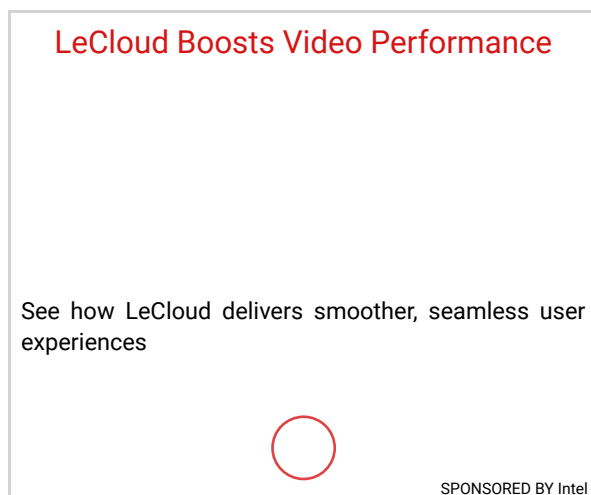 LeCloud Boosts Video Performance
See how LeCloud delivers smoother, seamless user
experiences
SPONSORED BY Intel